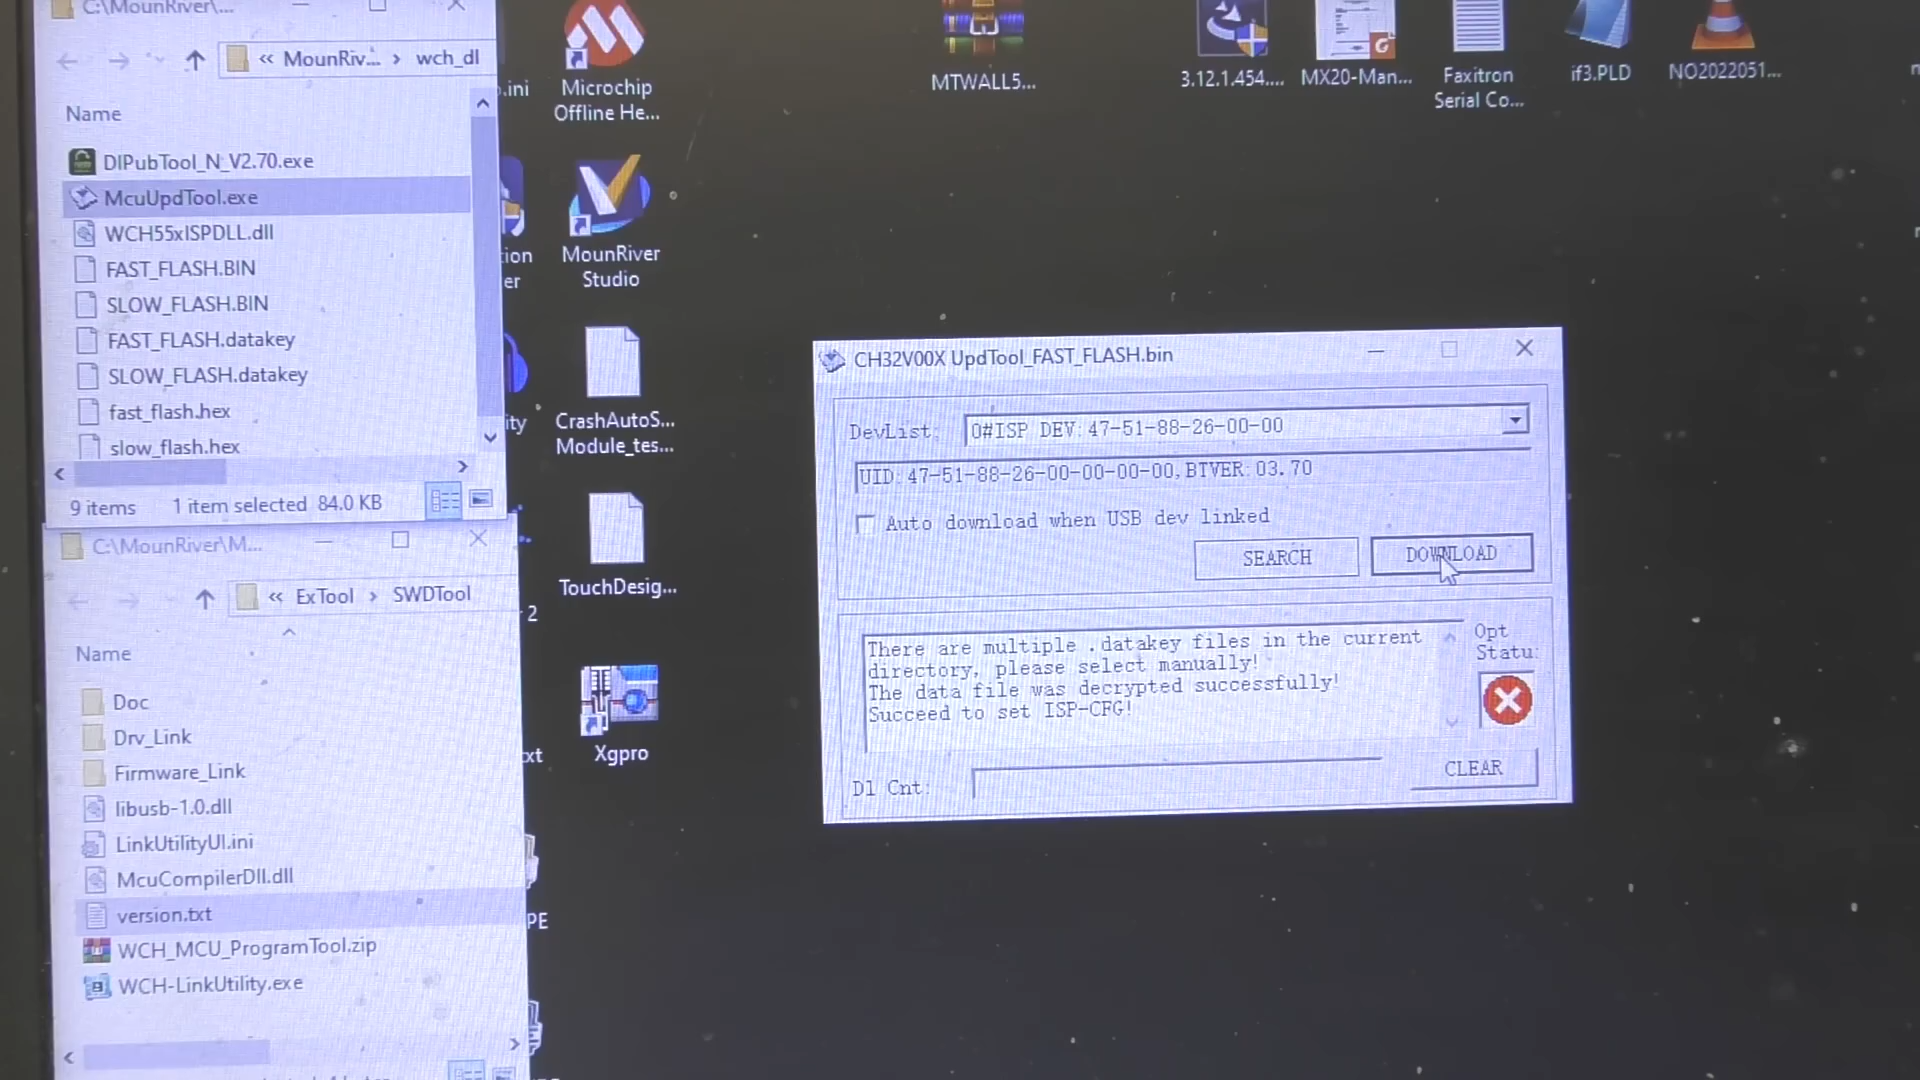 C:\MounRiver\...
« MounRiv... › wch_dl
Name
DlPubTool_N_V2.70.exe
McuUpdTool.exe
WCH55xISPDLL.dll
FAST_FLASH.BIN
SLOW_FLASH.BIN
FAST_FLASH.datakey
SLOW_FLASH.datakey
fast_flash.hex
slow_flash.hex
9 items 1 item selected 84.0 KB
C:\MounRiver\M...
« ExTool › SWDTool
Name
Doc
Drv_Link
Firmware_Link
libusb-1.0.dll
LinkUtilityUI.ini
McuCompilerDll.dll
version.txt
WCH_MCU_ProgramTool.zip
WCH-LinkUtility.exe
.ini
ion
er
ity
r 2
xt
PE
Microchip
Offline He...
MounRiver
Studio
CrashAutoS...
Module_tes...
TouchDesig...
Xgpro
MTWALL5...
3.12.1.454....
MX20-Man...
Faxitron
Serial Co...
if3.PLD
NO2022051...
CH32V00X UpdTool_FAST_FLASH.bin
DevList: 0#ISP DEV:47-51-88-26-00-00
UID:47-51-88-26-00-00-00-00,BTVER:03.70
Auto download when USB dev linked
SEARCH DOWNLOAD
There are multiple .datakey files in the current
directory, please select manually!
The data file was decrypted successfully!
Succeed to set ISP-CFG!
Opt
Statu:
Dl Cnt:
CLEAR